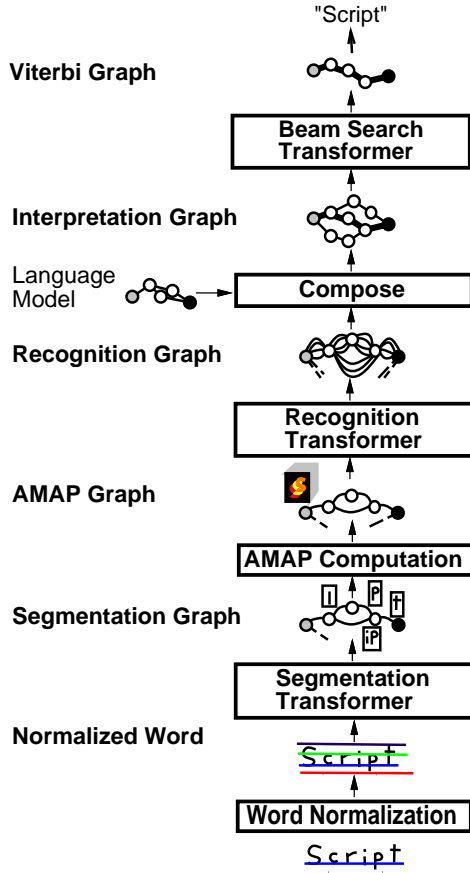 "Script"
Viterbi Graph
Beam Search
Transformer
Interpretation Graph
Language
Model
Compose
Recognition Graph
Recognition
Transformer
AMAP Graph
AMAP Computation
Segmentation Graph
l
p
t
ip
Segmentation
Transformer
Normalized Word
Script
Word Normalization
Script